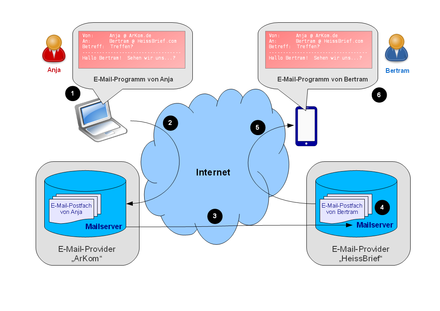 Von: Anja @ ArKom.de
An: Bertram @ HeissBrief.com
Betreff: Treffen?
Hallo Bertram! Sehen wir uns...?
E-Mail-Programm von Anja
Anja
Von: Anja @ ArKom.de
An: Bertram @ HeissBrief.com
Betreff: Treffen?
Hallo Bertram! Sehen wir uns...?
E-Mail-Programm von Bertram
Bertram
1
2
5
6
Internet
E-Mail-Postfach
von Anja
Mailserver
3
E-Mail-Postfach
von Bertram
4
Mailserver
E-Mail-Provider
„ArKom“
E-Mail-Provider
„HeissBrief“